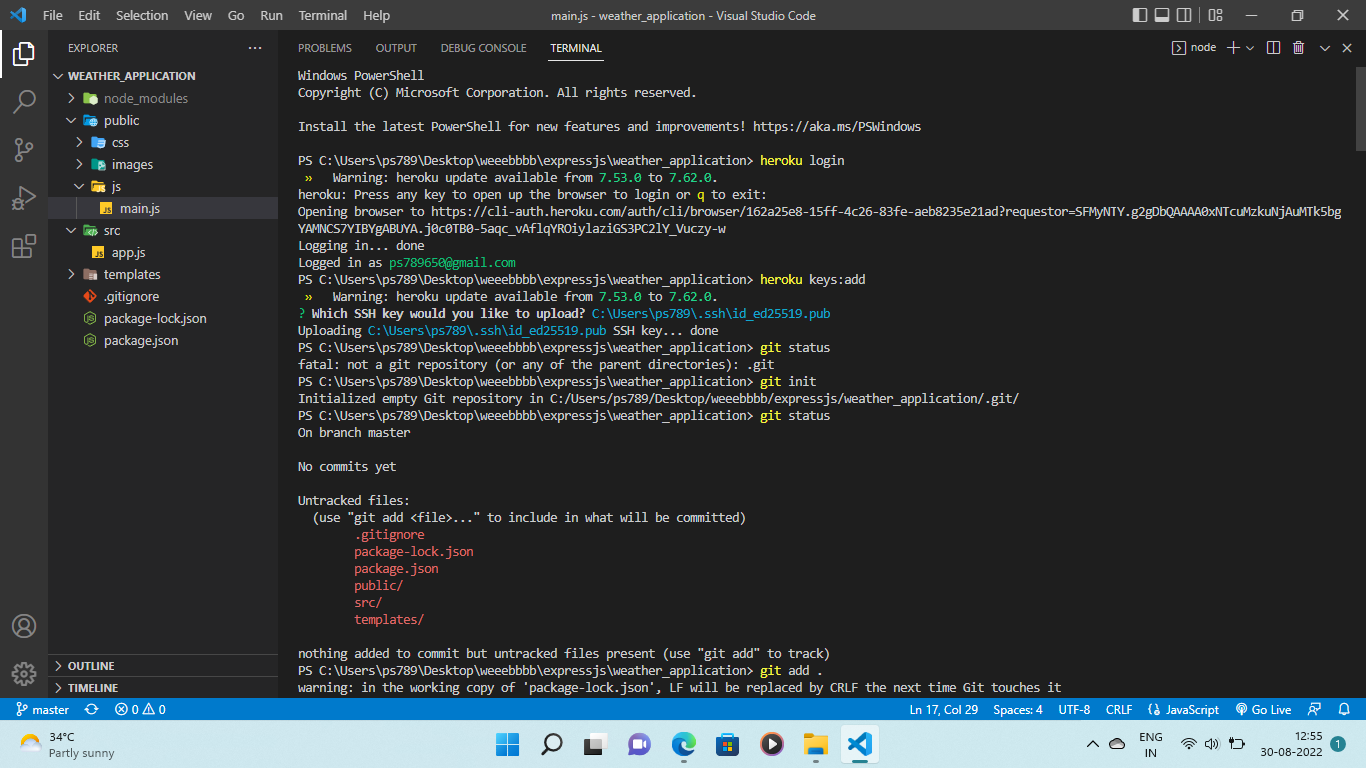 File Edit Selection View Go Run Terminal Help
main.js - weather_application - Visual Studio Code
EXPLORER
WEATHER_APPLICATION
node_modules
public
css
images
js
main.js
src
app.js
templates
.gitignore
package-lock.json
package.json
OUTLINE
TIMELINE
PROBLEMS OUTPUT DEBUG CONSOLE TERMINAL
node
Windows PowerShell
Copyright (C) Microsoft Corporation. All rights reserved.
Install the latest PowerShell for new features and improvements! https://aka.ms/PSWindows
PS C:\Users\ps789\Desktop\weeebbbb\expressjs\weather_application> heroku login
» Warning: heroku update available from 7.53.0 to 7.62.0.
heroku: Press any key to open up the browser to login or q to exit:
Opening browser to https://cli-auth.heroku.com/auth/cli/browser/162a25e8-15ff-4c26-83fe-aeb8235e21ad?requestor=SFMyNTY.g2gDbQAAAA0xNTcuMzkuNjAuMTk5bg
YAMNCS7YIBYgABUYA.j0c0TB0-5aqc_vAflqYROiylaziGS3PC2lY_Vuczy-w
Logging in... done
Logged in as ps789650@gmail.com
PS C:\Users\ps789\Desktop\weeebbbb\expressjs\weather_application> heroku keys:add
» Warning: heroku update available from 7.53.0 to 7.62.0.
? Which SSH key would you like to upload? C:\Users\ps789\.ssh\id_ed25519.pub
Uploading C:\Users\ps789\.ssh\id_ed25519.pub SSH key... done
PS C:\Users\ps789\Desktop\weeebbbb\expressjs\weather_application> git status
fatal: not a git repository (or any of the parent directories): .git
PS C:\Users\ps789\Desktop\weeebbbb\expressjs\weather_application> git init
Initialized empty Git repository in C:/Users/ps789/Desktop/weeebbbb/expressjs/weather_application/.git/
PS C:\Users\ps789\Desktop\weeebbbb\expressjs\weather_application> git status
On branch master
No commits yet
Untracked files:
(use "git add <file>..." to include in what will be committed)
.gitignore
package-lock.json
package.json
public/
src/
templates/
nothing added to commit but untracked files present (use "git add" to track)
PS C:\Users\ps789\Desktop\weeebbbb\expressjs\weather_application> git add .
warning: in the working copy of 'package-lock.json', LF will be replaced by CRLF the next time Git touches it
master 0 0 Ln 17, Col 29 Spaces: 4 UTF-8 CRLF JavaScript Go Live
34°C
Partly sunny
ENG
IN
12:55
30-08-2022
1